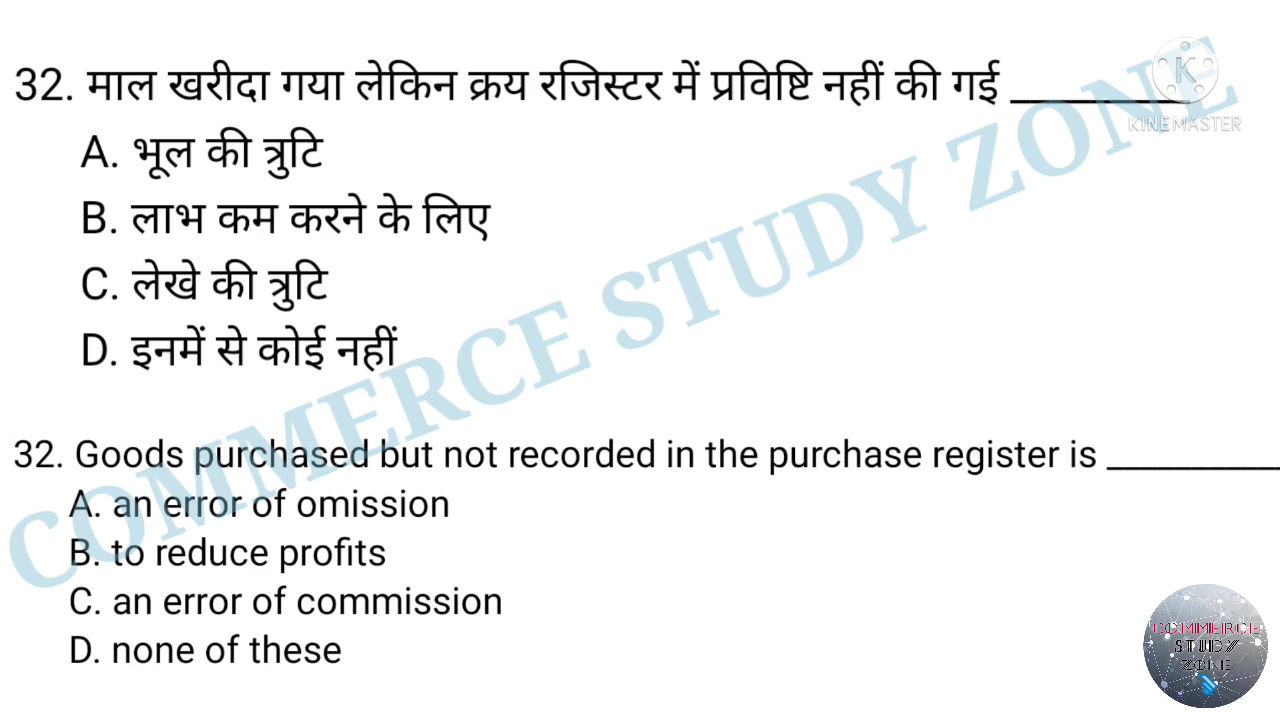 32. माल खरीदा गया लेकिन क्रय रजिस्टर में प्रविष्टि नहीं की गई ________
K
KINEMASTER
A. भूल की त्रुटि
B. लाभ कम करने के लिए
C. लेखे की त्रुटि
D. इनमें से कोई नहीं
COMMERCE STUDY ZONE
32. Goods purchased but not recorded in the purchase register is ________
A. an error of omission
B. to reduce profits
C. an error of commission
D. none of these
COMMERCE
STUDY
ZONE